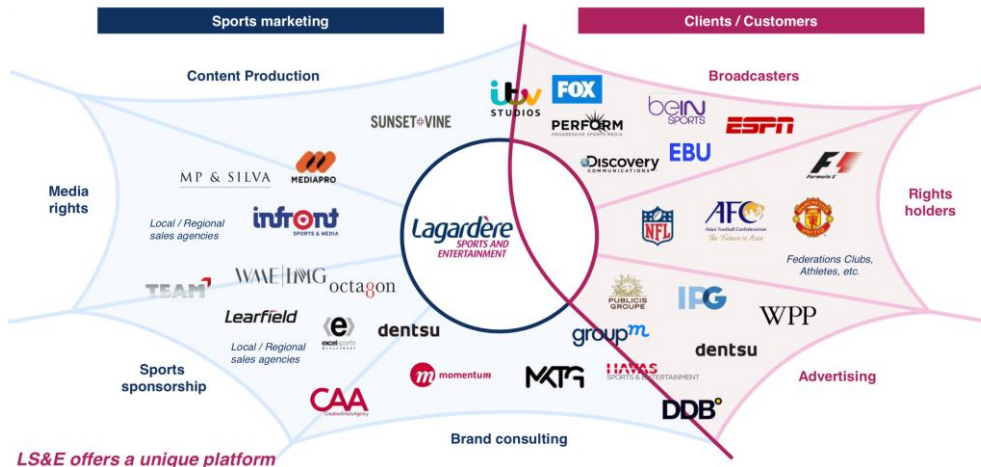 Sports marketing
Clients / Customers
Content Production
Broadcasters
itv
STUDIOS
FOX
beIN
SPORTS
SUNSET+VINE
PERFORM
PROGRESSIVE SPORTS MEDIA
ESPN
Discovery
COMMUNICATIONS
EBU
F1
Formula 1
MP & SILVA
MEDIAPRO
Media
rights
Rights
holders
Local / Regional
sales agencies
infront
SPORTS & MEDIA
Lagardère
SPORTS AND
ENTERTAINMENT
NFL
AFC
Asian Football Confederation
The Future is Asia
MANCHESTER
UNITED
Federations Clubs,
Athletes, etc.
TEAM
WME|IMG
octagon
PUBLICIS
GROUPE
IPG
WPP
Learfield
e
excelsports
MANAGEMENT
dentsu
groupm
dentsu
Local / Regional
sales agencies
Sports
sponsorship
Advertising
m momentum
MKTG
HAVAS
SPORTS & ENTERTAINMENT
CAA
CreativeArtistsAgency
DDB°
Brand consulting
LS&E offers a unique platform